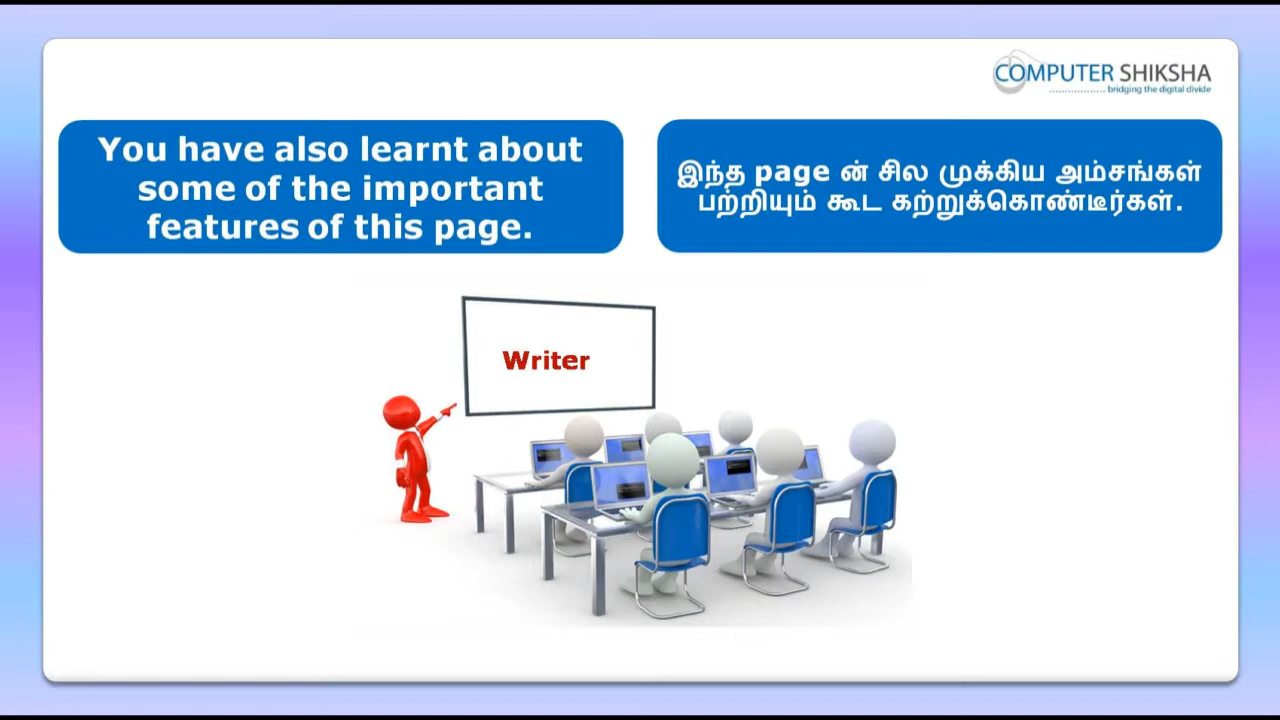 COMPUTER SHIKSHA
bridging the digital divide
You have also learnt about
some of the important
features of this page.
இந்த page ன் சில முக்கிய அம்சங்கள்
பற்றியும் கூட கற்றுக்கொண்டீர்கள்.
Writer